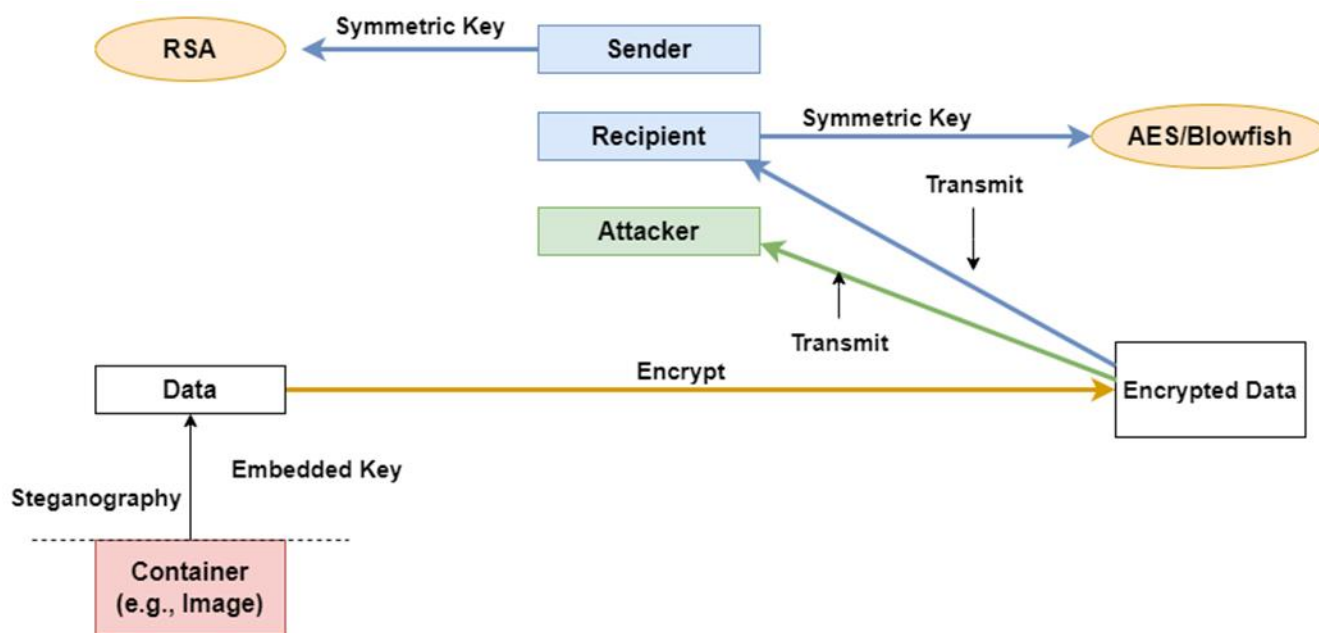 Symmetric Key
RSA
Sender
Recipient
Symmetric Key
AES/Blowfish
Transmit
Attacker
Transmit
Encrypt
Data
Encrypted Data
Embedded Key
Steganography
Container
(e.g., Image)